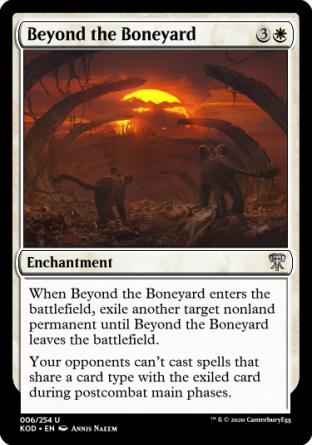 Beyond the Boneyard 3
Enchantment
When Beyond the Boneyard enters the
battlefield, exile another target nonland
permanent until Beyond the Boneyard
leaves the battlefield.
Your opponents can't cast spells that
share a card type with the exiled card
during postcombat main phases.
006/254 U
KOD • EN Annis Naeem
™ & © 2020 CanterburyEgg